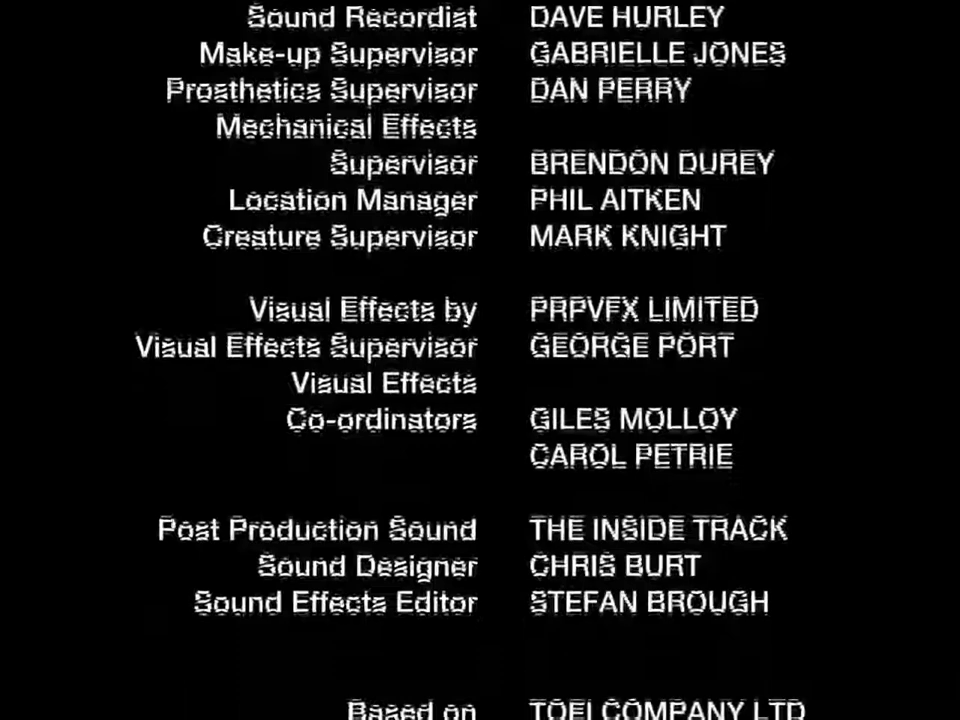 Sound Recordist DAVE HURLEY
Make-up Supervisor GABRIELLE JONES
Prosthetics Supervisor DAN PERRY
Mechanical Effects
Supervisor BRENDON DUREY
Location Manager PHIL AITKEN
Creature Supervisor MARK KNIGHT
Visual Effects by PRPVFX LIMITED
Visual Effects Supervisor GEORGE PORT
Visual Effects
Co-ordinators GILES MOLLOY
CAROL PETRIE
Post Production Sound THE INSIDE TRACK
Sound Designer CHRIS BURT
Sound Effects Editor STEFAN BROUGH
Based on TOEI COMPANY LTD